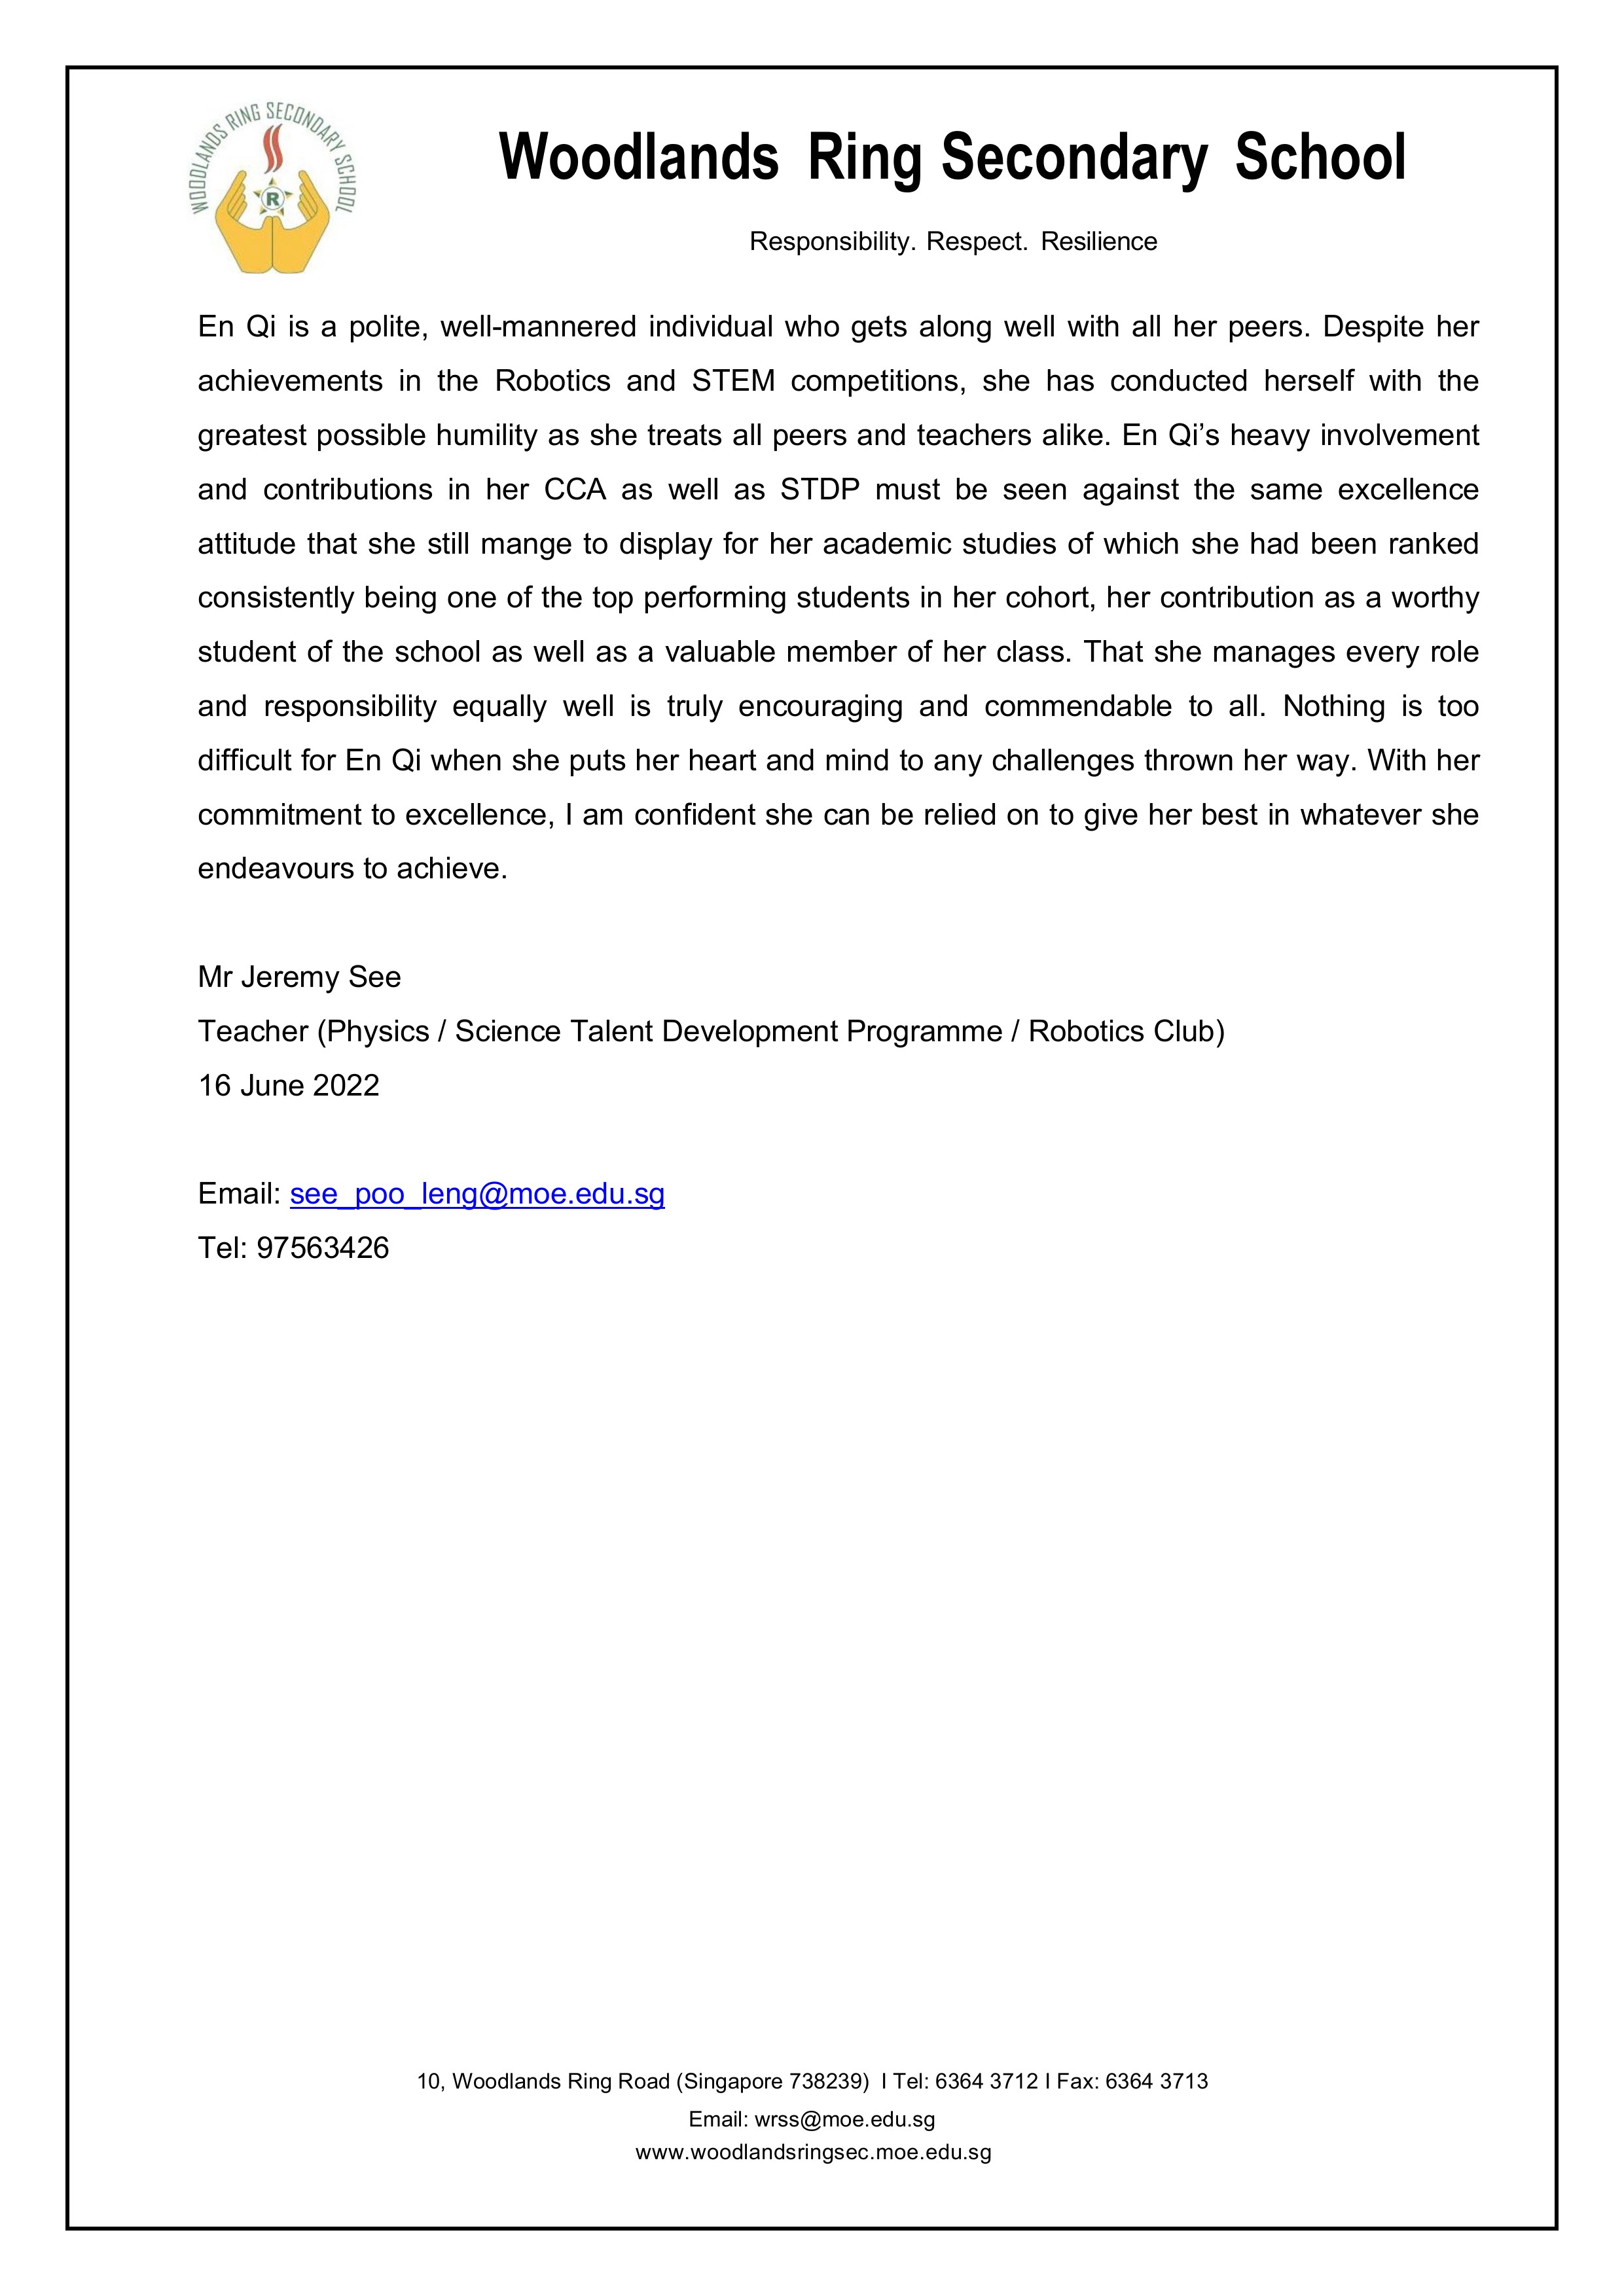 WOODLANDS RING SECONDARY SCHOOL
R
Woodlands Ring Secondary School
Responsibility. Respect. Resilience
En Qi is a polite, well-mannered individual who gets along well with all her peers. Despite her
achievements in the Robotics and STEM competitions, she has conducted herself with the
greatest possible humility as she treats all peers and teachers alike. En Qi’s heavy involvement
and contributions in her CCA as well as STDP must be seen against the same excellence
attitude that she still mange to display for her academic studies of which she had been ranked
consistently being one of the top performing students in her cohort, her contribution as a worthy
student of the school as well as a valuable member of her class. That she manages every role
and responsibility equally well is truly encouraging and commendable to all. Nothing is too
difficult for En Qi when she puts her heart and mind to any challenges thrown her way. With her
commitment to excellence, I am confident she can be relied on to give her best in whatever she
endeavours to achieve.
Mr Jeremy See
Teacher (Physics / Science Talent Development Programme / Robotics Club)
16 June 2022
Email: see_poo_leng@moe.edu.sg
Tel: 97563426
10, Woodlands Ring Road (Singapore 738239) I Tel: 6364 3712 I Fax: 6364 3713
Email: wrss@moe.edu.sg
www.woodlandsringsec.moe.edu.sg